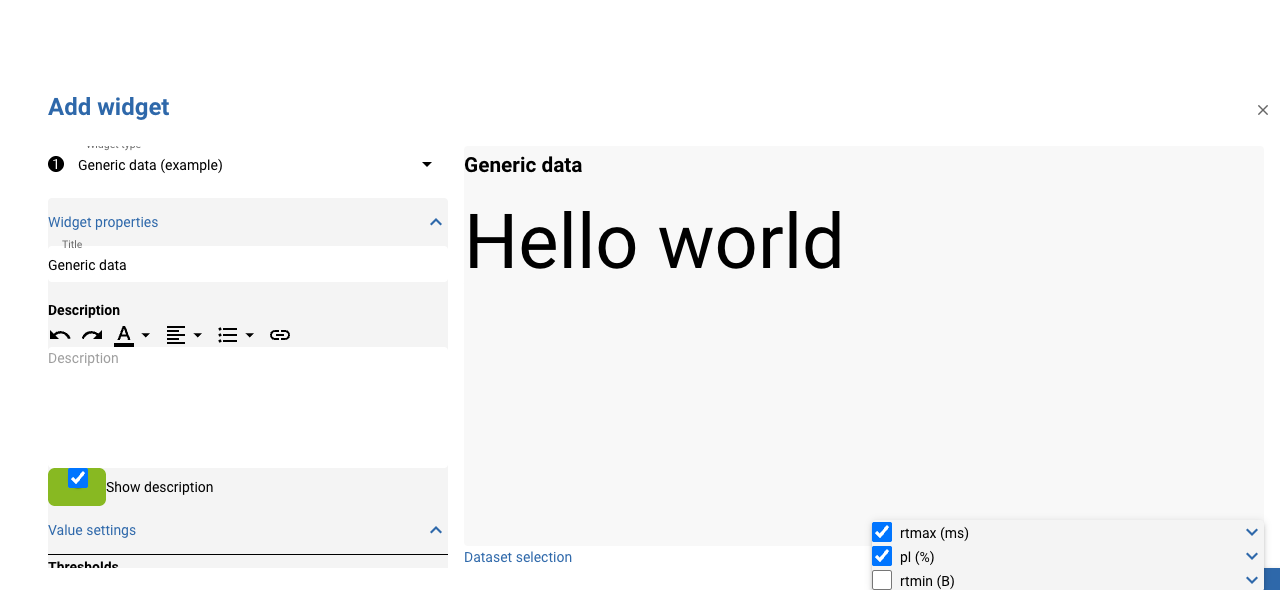 Add widget
Widget type
1
Generic data (example)
Widget properties
Title
Generic data
Description
A
Description
Show description
Value settings
Thresholds
Generic data
Hello world
Dataset selection
rtmax (ms)
pl (%)
rtmin (B)